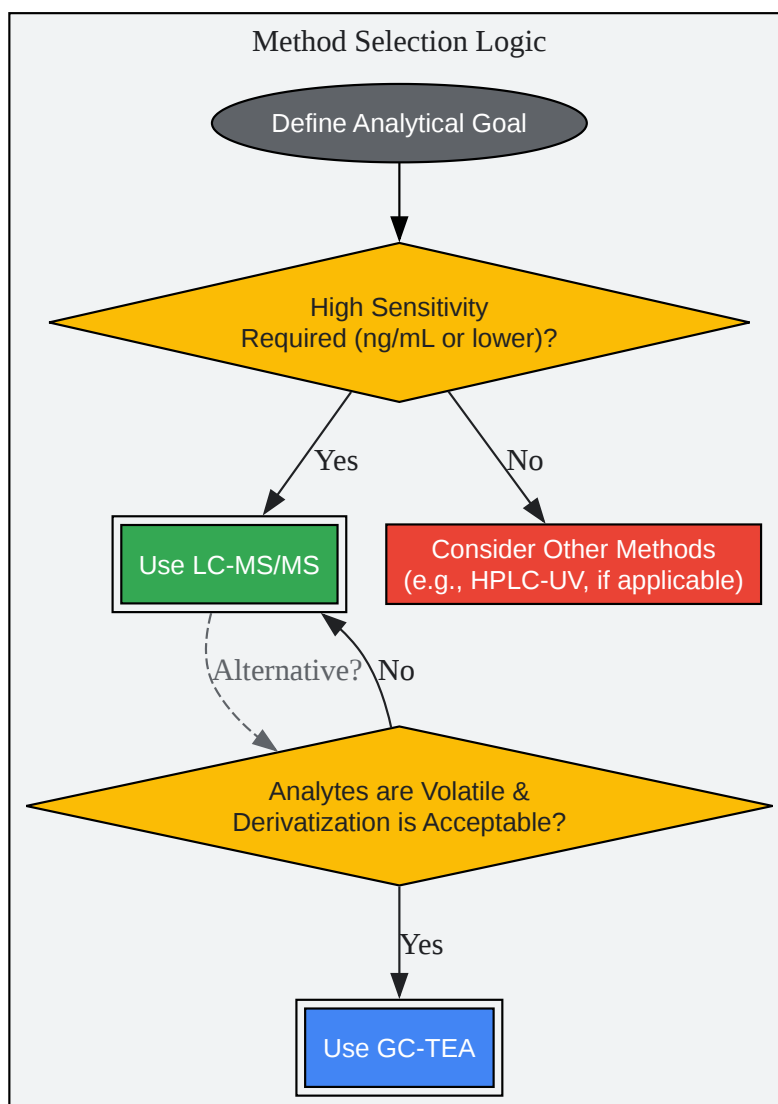 Method Selection Logic
Define Analytical Goal
High Sensitivity
Required (ng/mL or lower)?
Yes
No
Use LC-MS/MS
Consider Other Methods
(e.g., HPLC-UV, if applicable)
Alternative?
No
Analytes are Volatile &
Derivatization is Acceptable?
Yes
Use GC-TEA